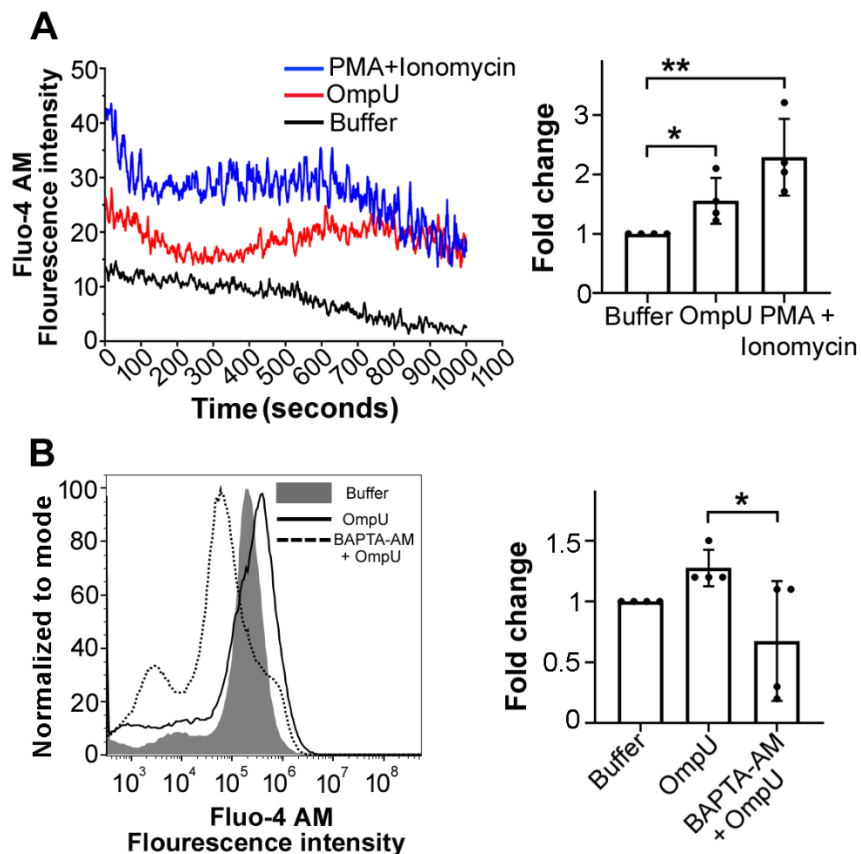 A
Fluo-4 AM
Flourescence intensity
50
40
30
20
10
0
PMA+Ionomycin
OmpU
Buffer
0
100
200
300
400
500
600
700
800
900
1000
1100
Time (seconds)
Fold change
3
2
1
0
**
*
Buffer
OmpU
PMA +
Ionomycin
B
Normalized to mode
100
80
60
40
20
0
Buffer
OmpU
BAPTA-AM
+ OmpU
10³
10⁴
10⁵
10⁶
10⁷
10⁸
Fluo-4 AM
Flourescence intensity
Fold change
1.5
1
0.5
0
*
Buffer
OmpU
BAPTA-AM
+ OmpU